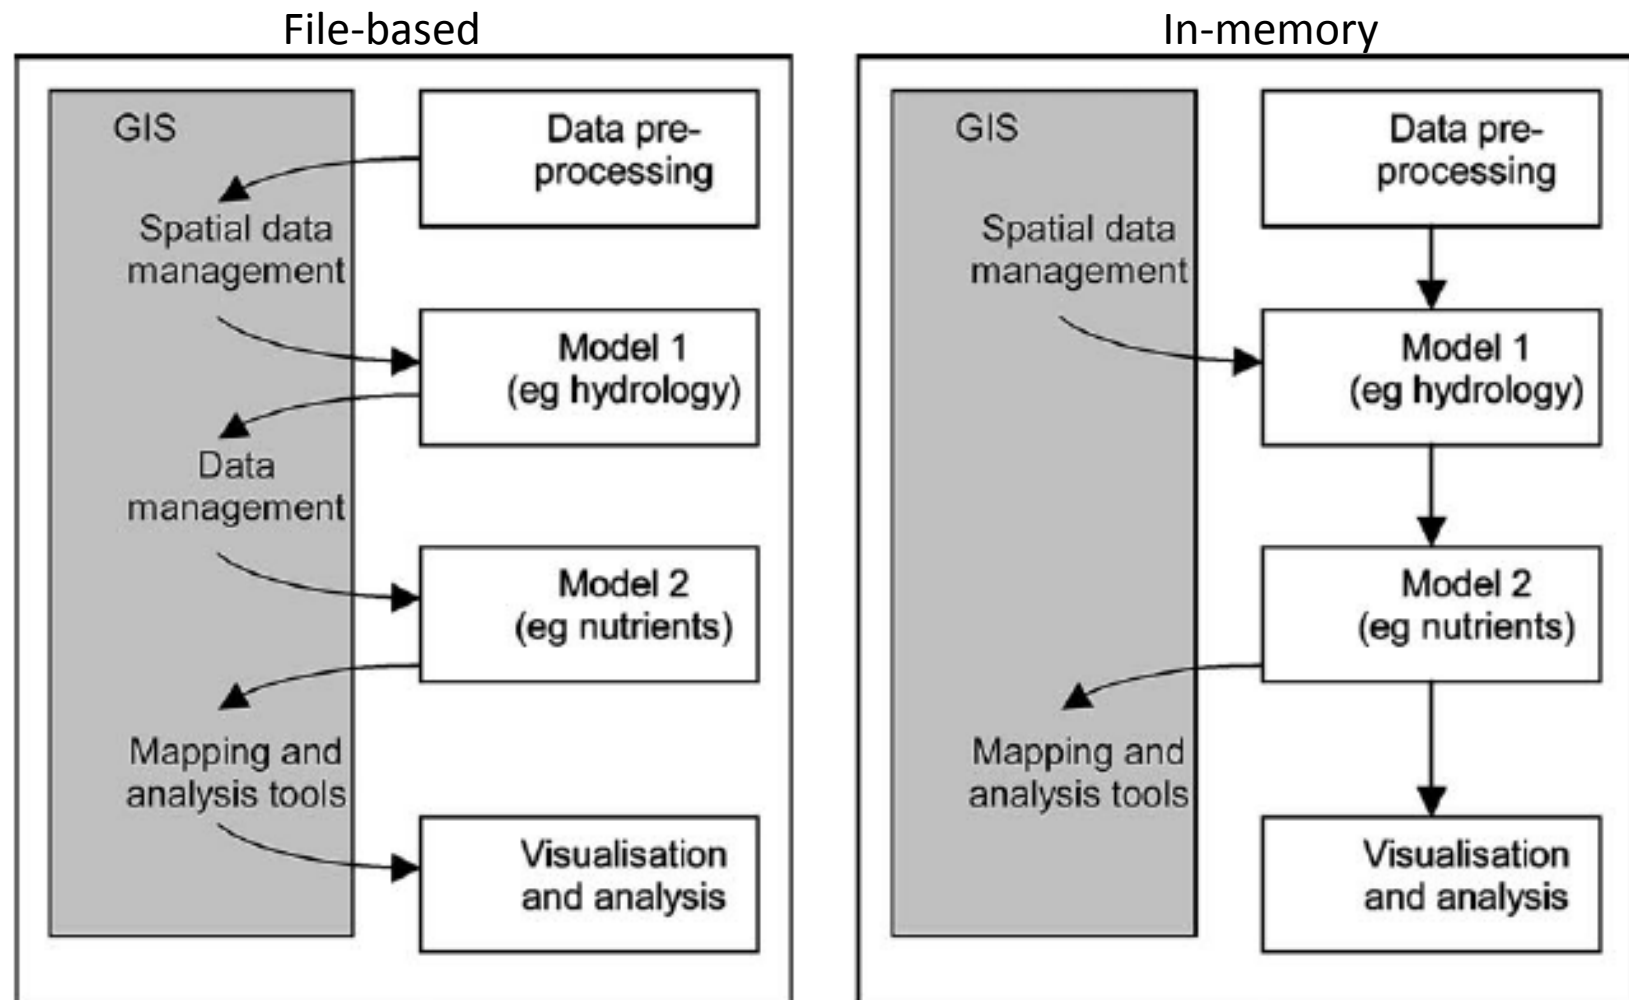 File-based
GIS
Data pre-
processing
Spatial data
management
Model 1
(eg hydrology)
Data
management
Model 2
(eg nutrients)
Mapping and
analysis tools
Visualisation
and analysis
In-memory
GIS
Data pre-
processing
Spatial data
management
Model 1
(eg hydrology)
Model 2
(eg nutrients)
Mapping and
analysis tools
Visualisation
and analysis